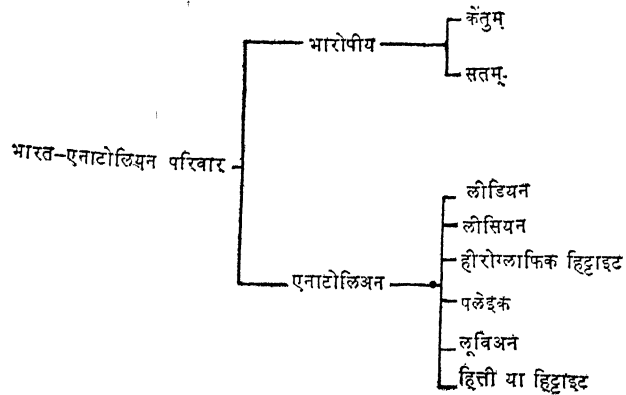 केंतुम्
भारोपीय
सतम्
भारत-एनाटोलियन परिवार
लीडियन
लीसियन
हीरोग्लाफिक हिट्टाइट
एनाटोलिअन
पलेइक
लूविअन
हित्ती या हिट्टाइट